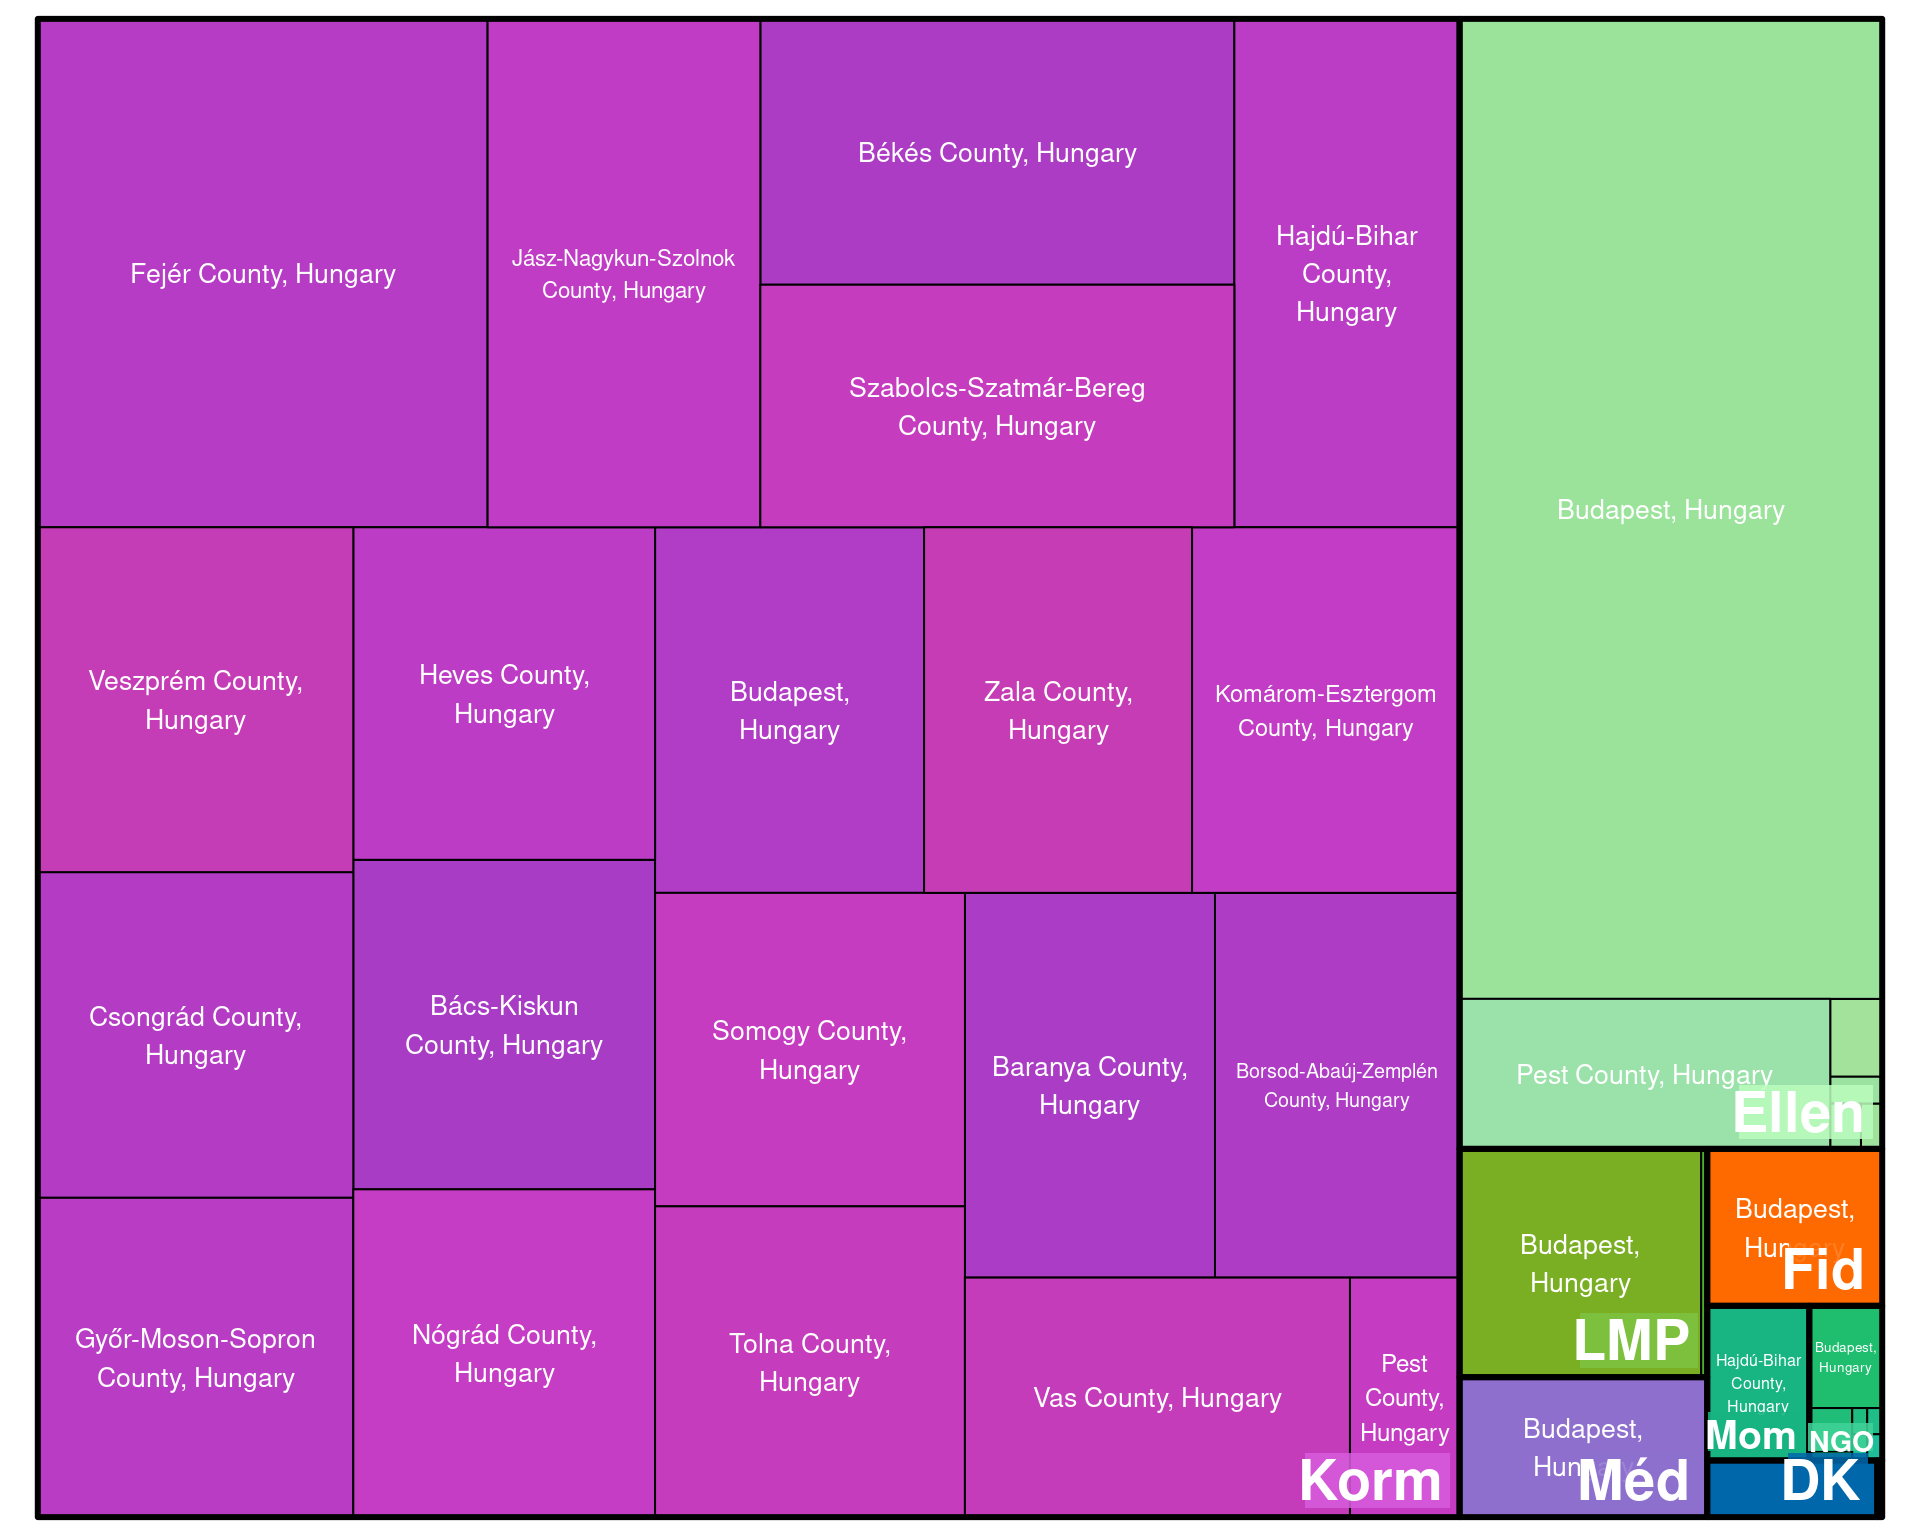 Fejér County, Hungary
Jász-Nagykun-Szolnok
County, Hungary
Békés County, Hungary
Szabolcs-Szatmár-Bereg
County, Hungary
Hajdú-Bihar
County,
Hungary
Veszprém County,
Hungary
Heves County,
Hungary
Budapest,
Hungary
Zala County,
Hungary
Komárom-Esztergom
County, Hungary
Csongrád County,
Hungary
Bács-Kiskun
County, Hungary
Somogy County,
Hungary
Baranya County,
Hungary
Borsod-Abaúj-Zemplén
County, Hungary
Győr-Moson-Sopron
County, Hungary
Nógrád County,
Hungary
Tolna County,
Hungary
Vas County, Hungary
Pest
County,
Hungary
Korm
Budapest, Hungary
Pest County, Hungary
Ellen
Budapest,
Hungary
LMP
Budapest,
Hungary
Fid
Hajdú-Bihar
County,
Hungary
Mom
Budapest,
Hungary
NGO
Budapest,
Hungary
Méd
DK